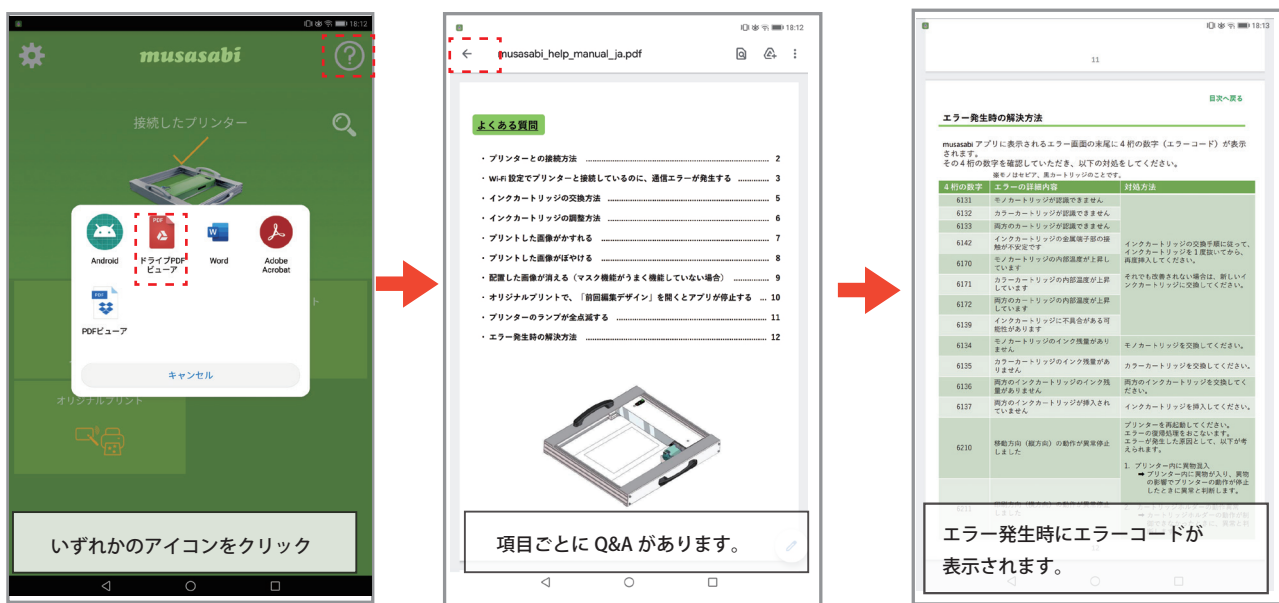 18:12
musasabi
接続したプリンター
Android
ドライブPDF
ビューア
Word
Adobe
Acrobat
PDFビューア
キャンセル
オリジナルプリント
いずれかのアイコンをクリック
18:12
musasabi_help_manual_ja.pdf
よくある質問
・プリンターとの接続方法 2
・Wi-Fi 設定でプリンターと接続しているのに、通信エラーが発生する 3
・インクカートリッジの交換方法 5
・インクカートリッジの調整方法 6
・プリントした画像がかすれる 7
・プリントした画像がぼやける 8
・配置した画像が消える（マスク機能がうまく機能していない場合） 9
・オリジナルプリントで、「前回編集デザイン」を開くとアプリが停止する 10
・プリンターのランプが全点滅する 11
・エラー発生時の解決方法 12
項目ごとに Q&A があります。
18:13
11
目次へ戻る
エラー発生時の解決方法
musasabi アプリに表示されるエラー画面の末尾に 4 桁の数字（エラーコード）が表示
されます。
その 4 桁の数字を確認していただき、以下の対処をしてください。
※モノはセピア、黒カートリッジのことです。
4 桁の数字 エラーの詳細内容 対処方法
6131 モノカートリッジが認識できません
6132 カラーカートリッジが認識できません
6133 両方のカートリッジが認識できません
6142 インクカートリッジの金属端子部の接
触が不安定です
6170 モノカートリッジの内部温度が上昇し
ています
6171 カラーカートリッジの内部温度が上昇
しています
6172 両方のカートリッジの内部温度が上昇
しています
6139 インクカートリッジに不具合がある可
能性があります
インクカートリッジの交換手順に従って、
インクカートリッジを 1 度抜いてから、
再度挿入してください。
それでも改善されない場合は、新しいイ
ンクカートリッジに交換してください。
6134 モノカートリッジのインク残量があり
ません
モノカートリッジを交換してください。
6135 カラーカートリッジのインク残量があ
りません
カラーカートリッジを交換してください。
6136 両方のインクカートリッジのインク残
量がありません
両方のインクカートリッジを交換してく
ださい。
6137 両方のインクカートリッジが挿入され
ていません
インクカートリッジを挿入してください。
6210 移動方向（縦方向）の動作が異常停止
しました
プリンターを再起動してください。
エラーの復帰処理をおこないます。
エラーが発生した原因として、以下が考
えられます。
1. プリンター内に異物混入
➡ プリンター内に異物が入り、異物
の影響でプリンターの動作が停止
したときに異常と判断します。
6211
エラー発生時にエラーコードが
表示されます。
12